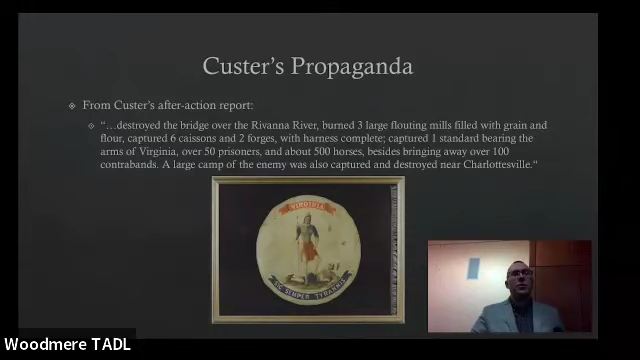 Custer's Propaganda
From Custer's after-action report:
"…destroyed the bridge over the Rivanna River, burned 3 large flouting mills filled with grain and
flour, captured 6 caissons and 2 forges, with harness complete; captured 1 standard bearing the
arms of Virginia, over 50 prisoners, and about 500 horses, besides bringing away over 100
contrabands. A large camp of the enemy was also captured and destroyed near Charlottesville."
VIRGINIA
SIC SEMPER TYRANNIS
Woodmere TADL